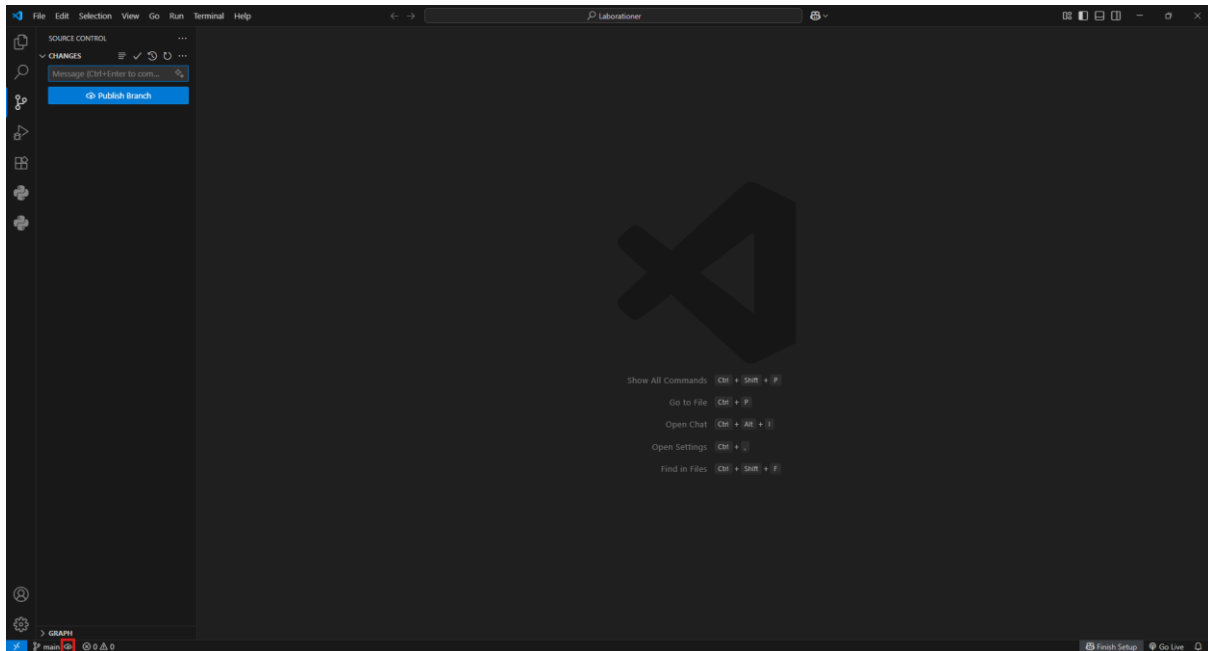 File Edit Selection View Go Run Terminal Help
Laborationer
SOURCE CONTROL
CHANGES
Message (Ctrl+Enter to com...
Publish Branch
Show All Commands Ctrl + Shift + P
Go to File Ctrl + P
Open Chat Ctrl + Alt + I
Open Settings Ctrl + ,
Find in Files Ctrl + Shift + F
GRAPH
main 0 0 Finish Setup Go Live